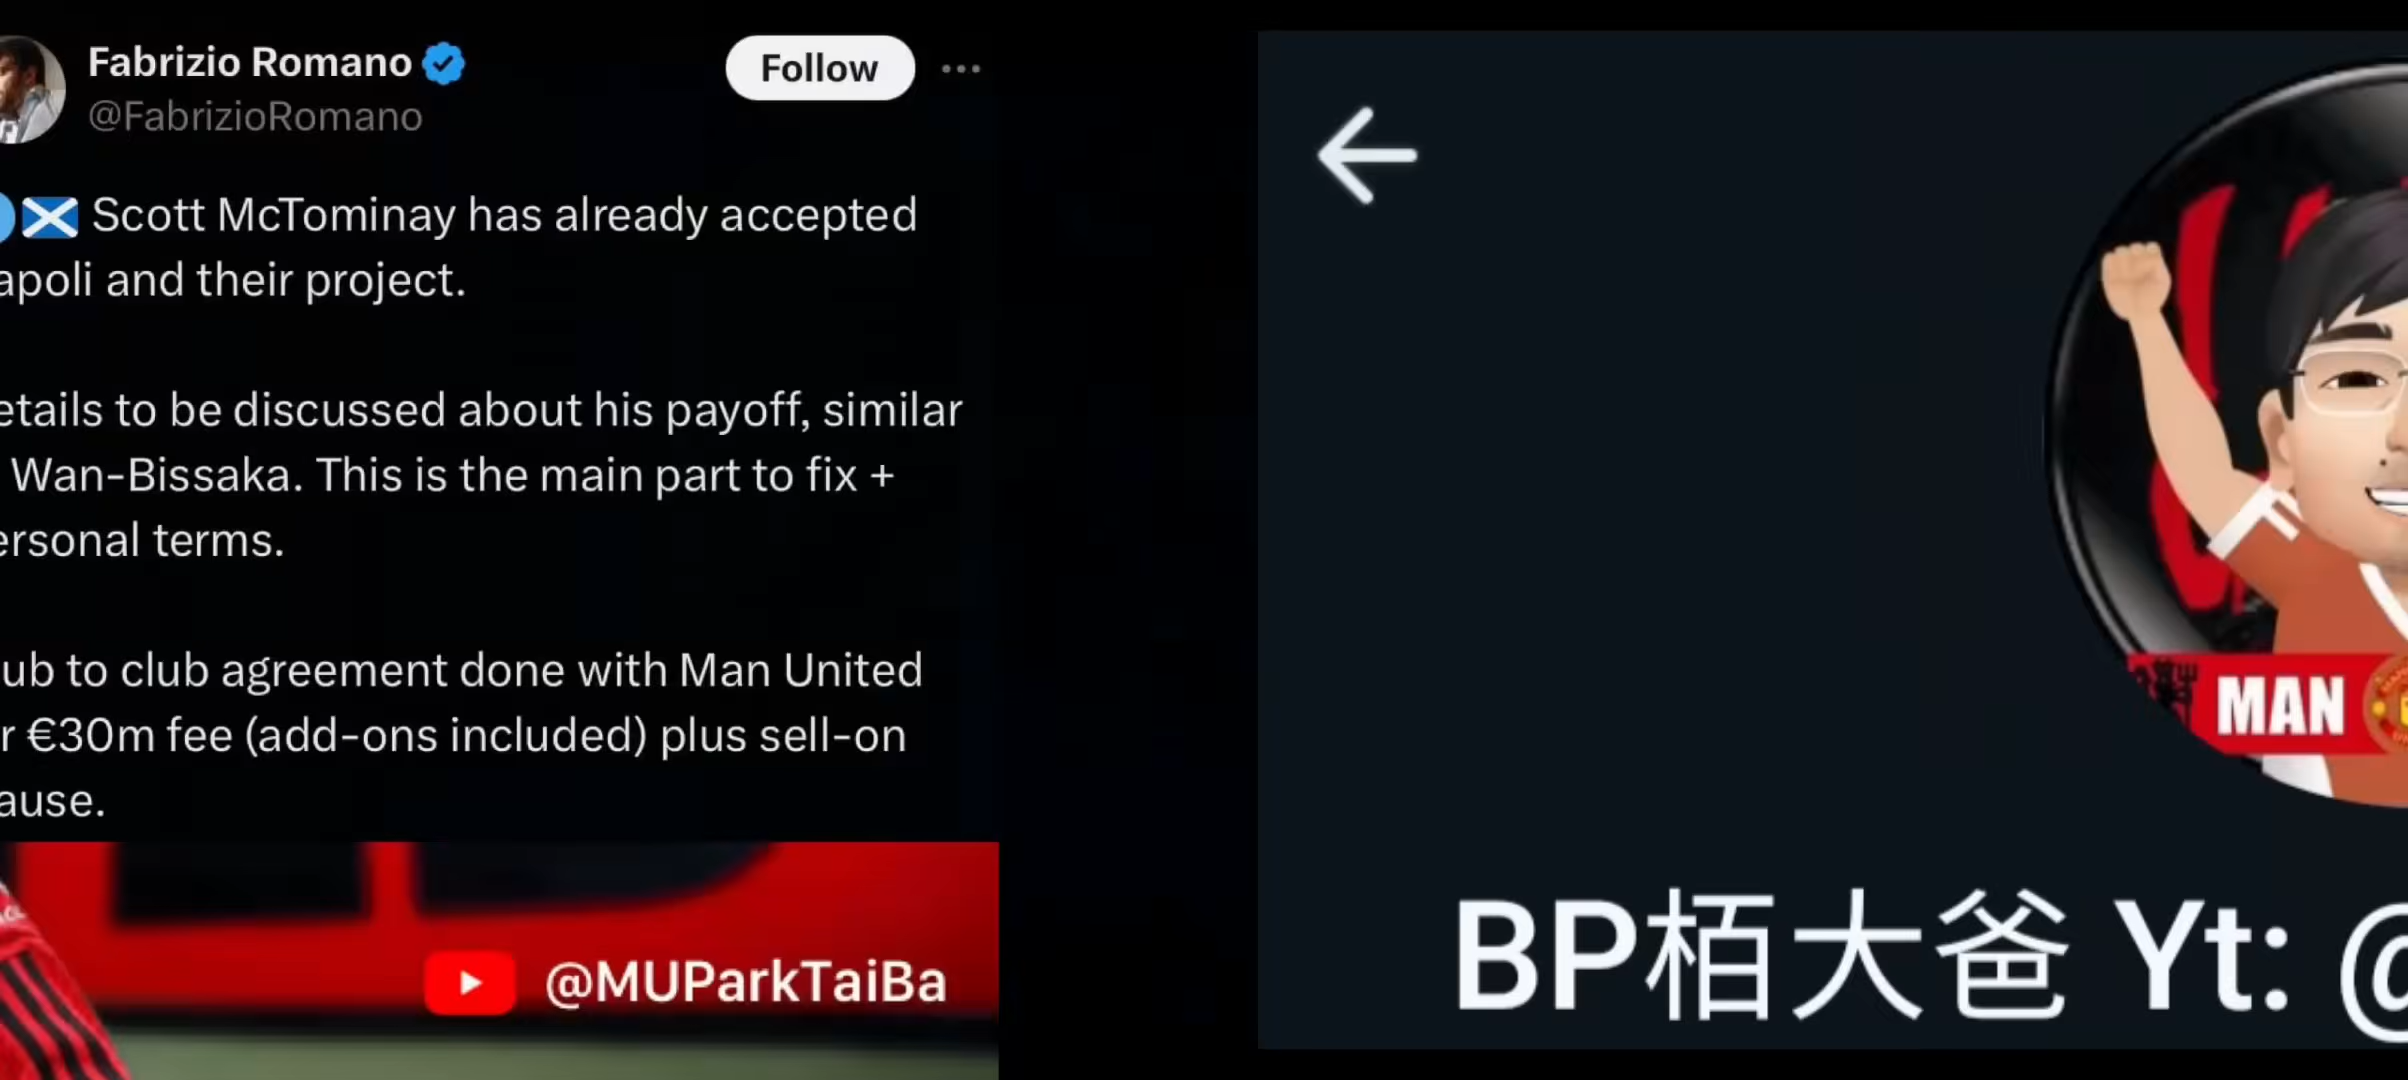 Fabrizio Romano
@FabrizioRomano
Follow
Scott McTominay has already accepted
apoli and their project.
etails to be discussed about his payoff, similar
Wan-Bissaka. This is the main part to fix +
ersonal terms.
ub to club agreement done with Man United
r €30m fee (add-ons included) plus sell-on
ause.
@MUParkTaiBa
MAN
BP栢大爸 Yt: @